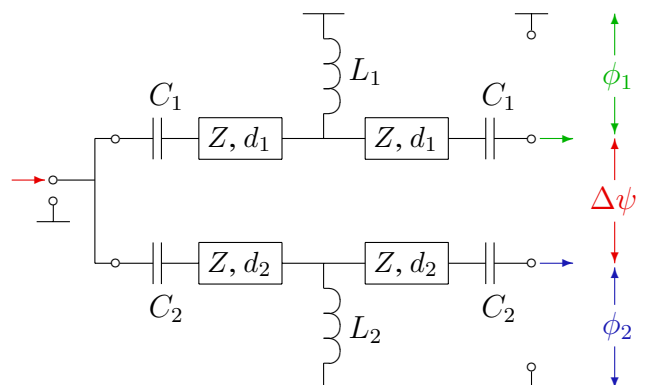 L₁
ϕ₁
C₁ C₁
Z, d₁ Z, d₁
Δψ
Z, d₂ Z, d₂
C₂ C₂
L₂
ϕ₂